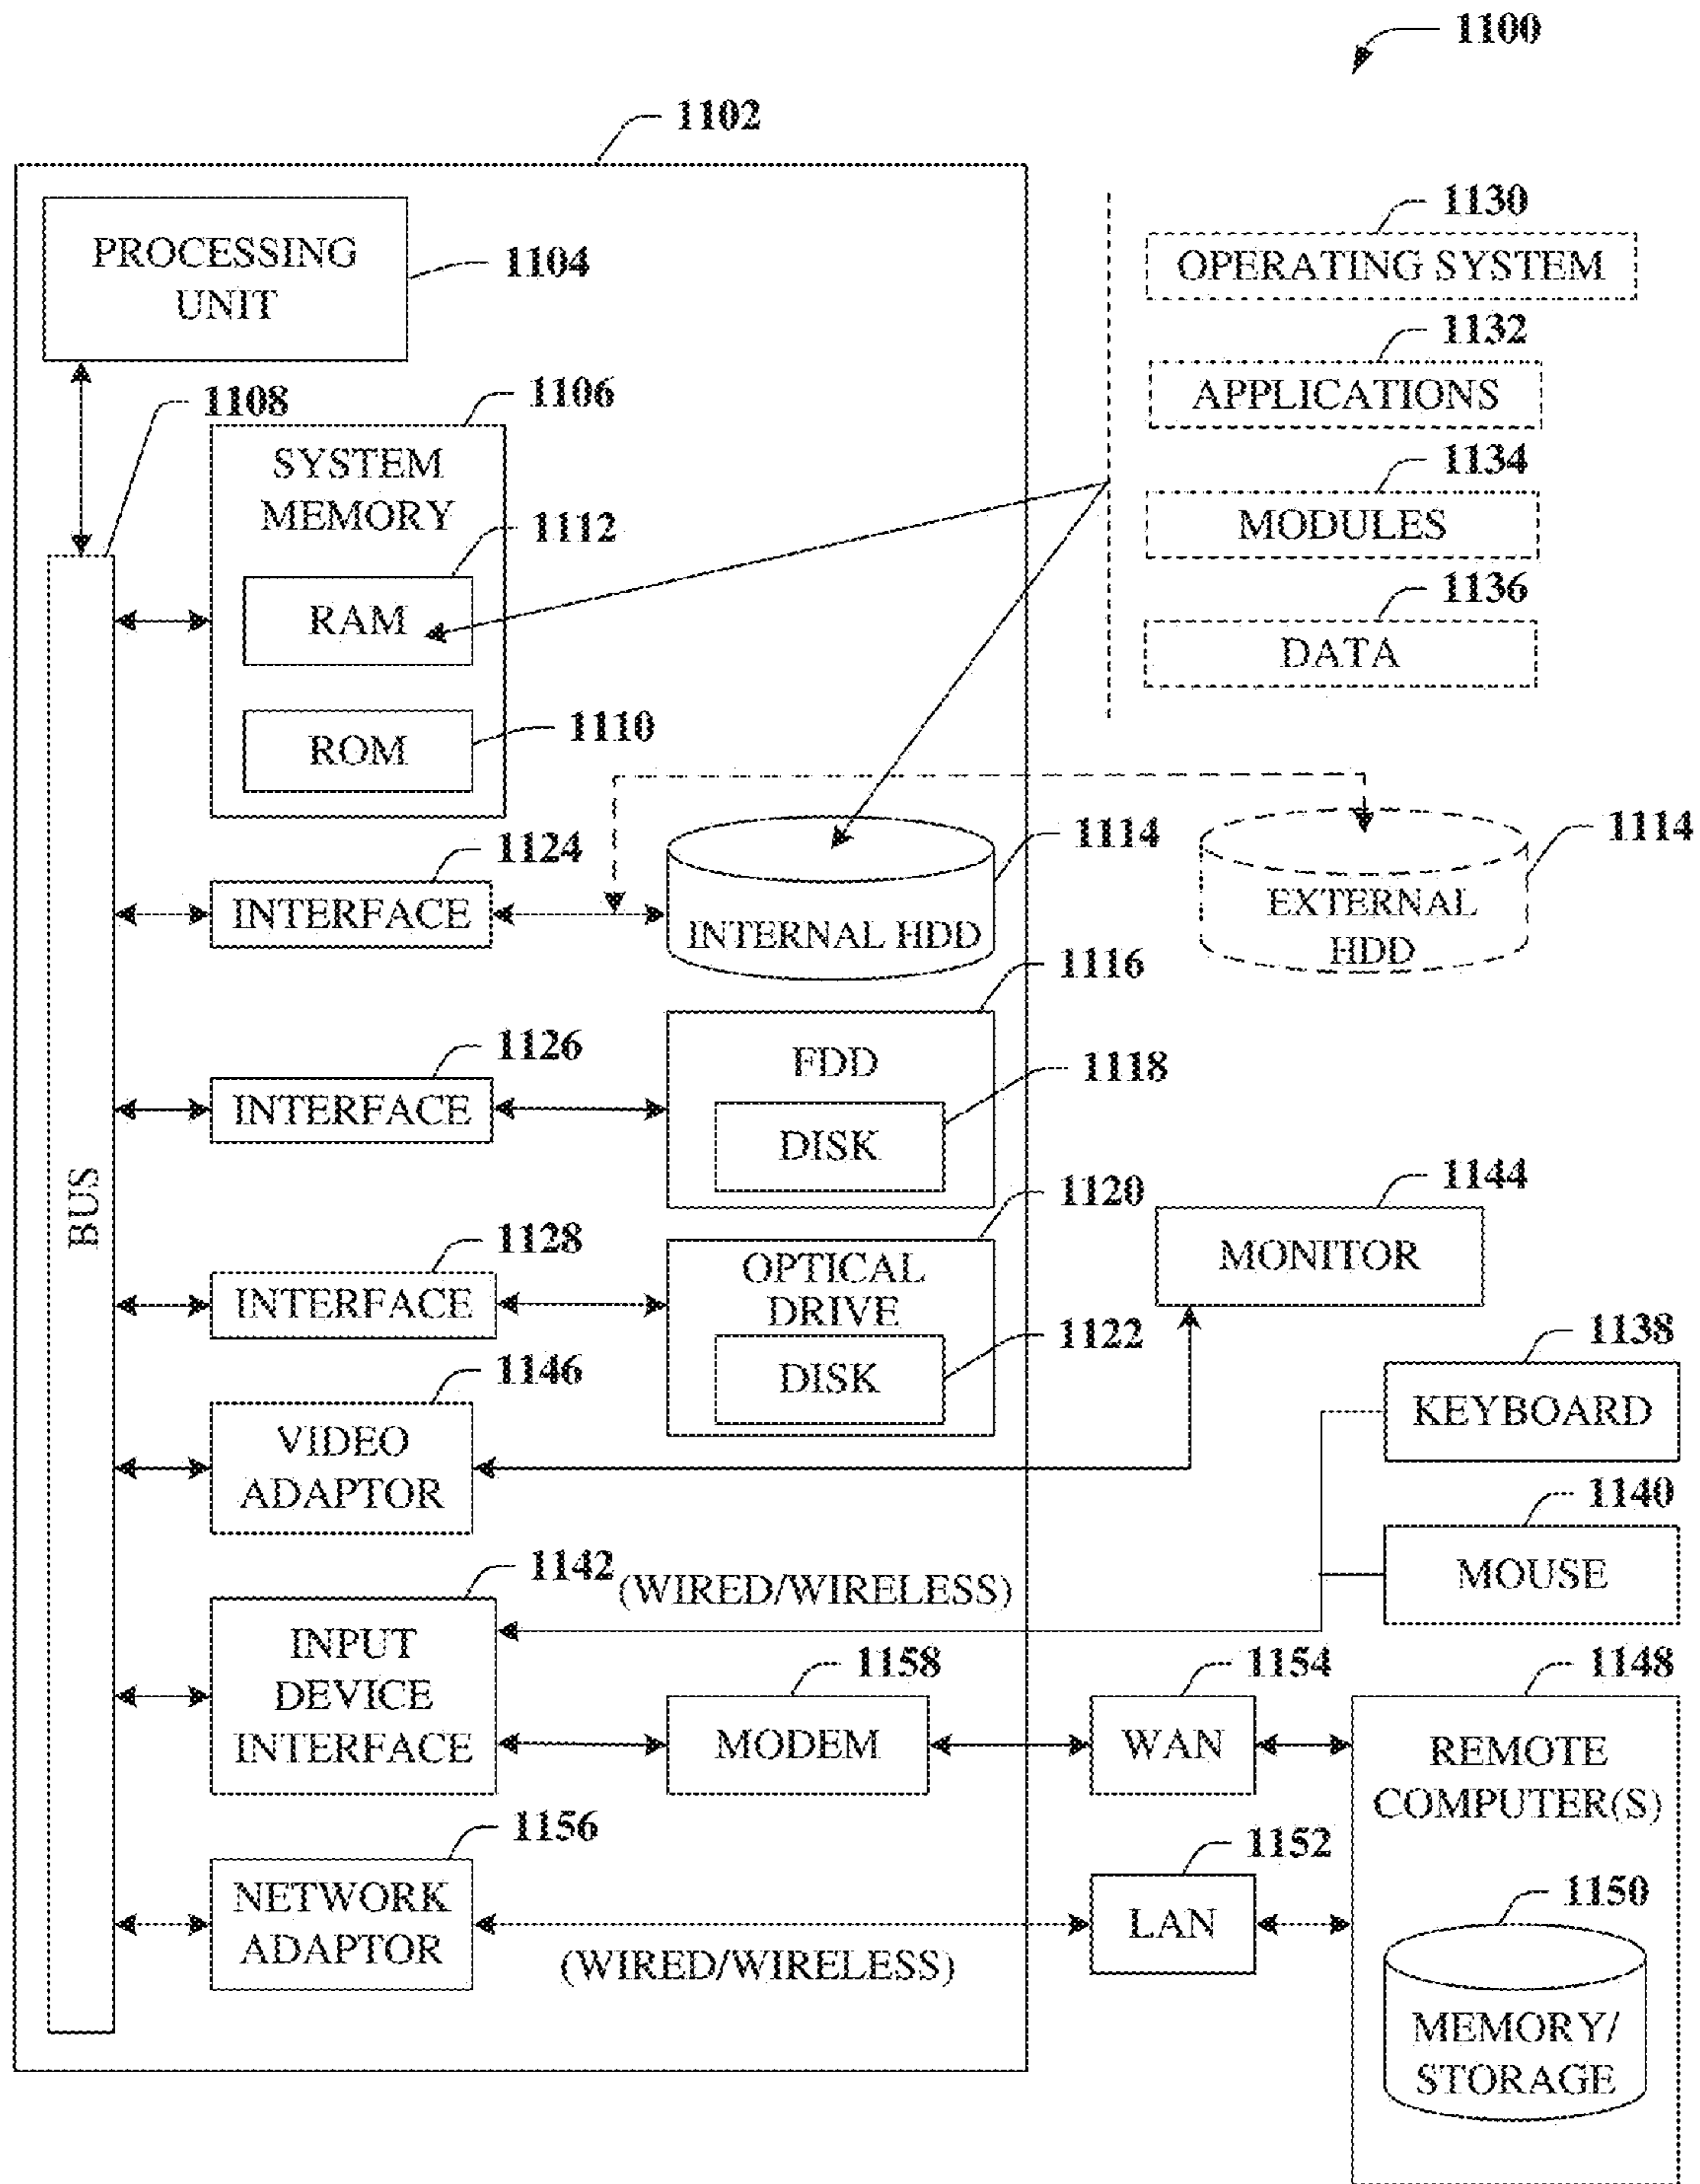 1100
1102
PROCESSING
UNIT
1104
1130
OPERATING SYSTEM
1132
APPLICATIONS
1134
MODULES
1136
DATA
1108
1106
SYSTEM
MEMORY
1112
RAM
1110
ROM
BUS
1124
INTERFACE
1114
INTERNAL HDD
1114
EXTERNAL
HDD
1126
INTERFACE
1116
FDD
1118
DISK
1128
INTERFACE
1120
OPTICAL
DRIVE
1122
DISK
1144
MONITOR
1146
VIDEO
ADAPTOR
1138
KEYBOARD
1140
MOUSE
1142
(WIRED/WIRELESS)
INPUT
DEVICE
INTERFACE
1158
MODEM
1154
WAN
1148
REMOTE
COMPUTER(S)
1156
NETWORK
ADAPTOR
(WIRED/WIRELESS)
1152
LAN
1150
MEMORY/
STORAGE